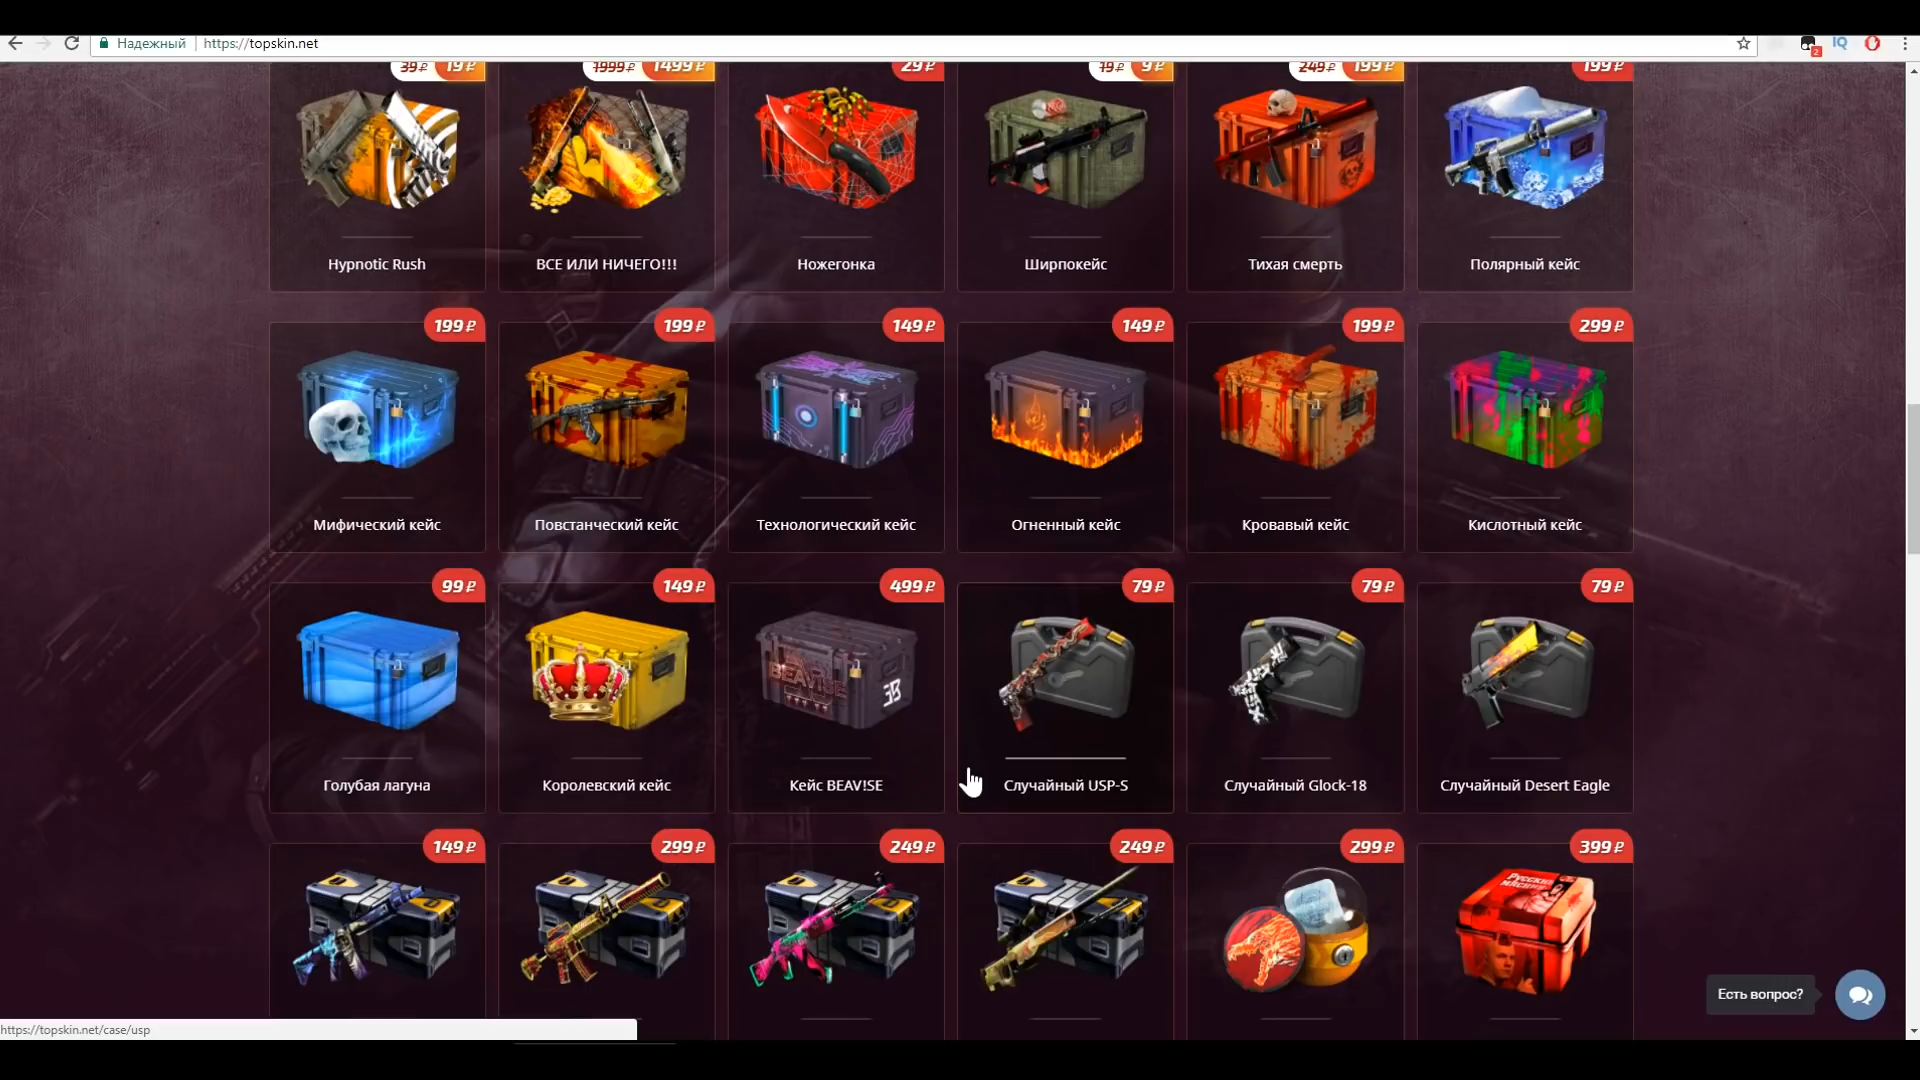 Надежный
https://topskin.net
2
IQ
39₽ 19₽
1999₽ 1499₽
29₽
19₽ 9₽
249₽ 199₽
199₽
Hypnotic Rush
ВСЕ ИЛИ НИЧЕГО!!!
Ножегонка
Ширпокейс
Тихая смерть
Полярный кейс
199₽
199₽
149₽
149₽
199₽
299₽
Мифический кейс
Повстанческий кейс
Технологический кейс
Огненный кейс
Кровавый кейс
Кислотный кейс
99₽
149₽
499₽
79₽
79₽
79₽
BEAV!SE
Голубая лагуна
Королевский кейс
Кейс BEAV!SE
Случайный USP-S
Случайный Glock-18
Случайный Desert Eagle
149₽
299₽
249₽
249₽
299₽
399₽
Есть вопрос?
https://topskin.net/case/usp